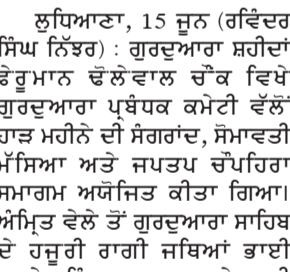 ਲੁਧਿਆਣਾ, 15 ਜੂਨ (ਰਵਿੰਦਰ
ਸਿੰਘ ਨਿੱਝਰ) : ਗੁਰਦੁਆਰਾ ਸ਼ਹੀਦਾਂ
ਫੇਰੂਮਾਨ ਢੋਲੇਵਾਲ ਚੌਂਕ ਵਿਖੇ
ਗੁਰਦੁਆਰਾ ਪ੍ਰਬੰਧਕ ਕਮੇਟੀ ਵੱਲੋਂ
ਹਾੜ ਮਹੀਨੇ ਦੀ ਸੰਗਰਾਂਦ, ਸੋਮਾਵਤੀ
ਮੱਸਿਆ ਅਤੇ ਜਪਤਪ ਚੌਪਹਿਰਾ
ਸਮਾਗਮ ਅਯੋਜਿਤ ਕੀਤਾ ਗਿਆ।
ਅੰਮ੍ਰਿਤ ਵੇਲੇ ਤੋਂ ਗੁਰਦੁਆਰਾ ਸਾਹਿਬ
ਦੇ ਹਜੂਰੀ ਰਾਗੀ ਜਥਿਆਂ ਭਾਈ